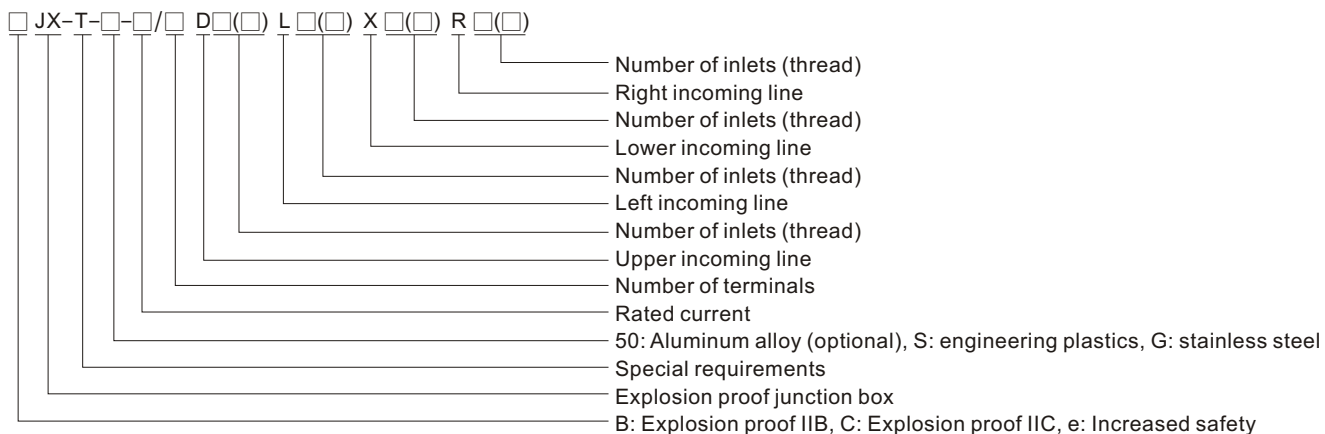 □ JX-T-□-□/□ D□(□) L □(□) X □(□) R □(□)
Number of inlets (thread)
Right incoming line
Number of inlets (thread)
Lower incoming line
Number of inlets (thread)
Left incoming line
Number of inlets (thread)
Upper incoming line
Number of terminals
Rated current
50: Aluminum alloy (optional), S: engineering plastics, G: stainless steel
Special requirements
Explosion proof junction box
B: Explosion proof IIB, C: Explosion proof IIC, e: Increased safety